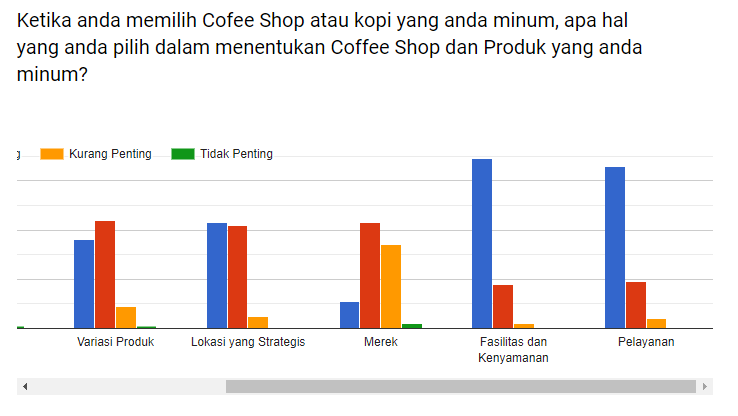 Ketika anda memilih Cofee Shop atau kopi yang anda minum, apa hal
yang anda pilih dalam menentukan Coffee Shop dan Produk yang anda
minum?
Kurang Penting Tidak Penting
Variasi Produk Lokasi yang Strategis Merek Fasilitas dan Pelayanan
Kenyamanan